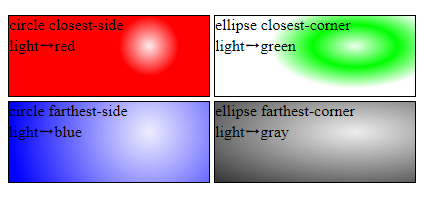 circle closest-side
light→red
ellipse closest-corner
light→green
circle farthest-side
light→blue
ellipse farthest-corner
light→gray